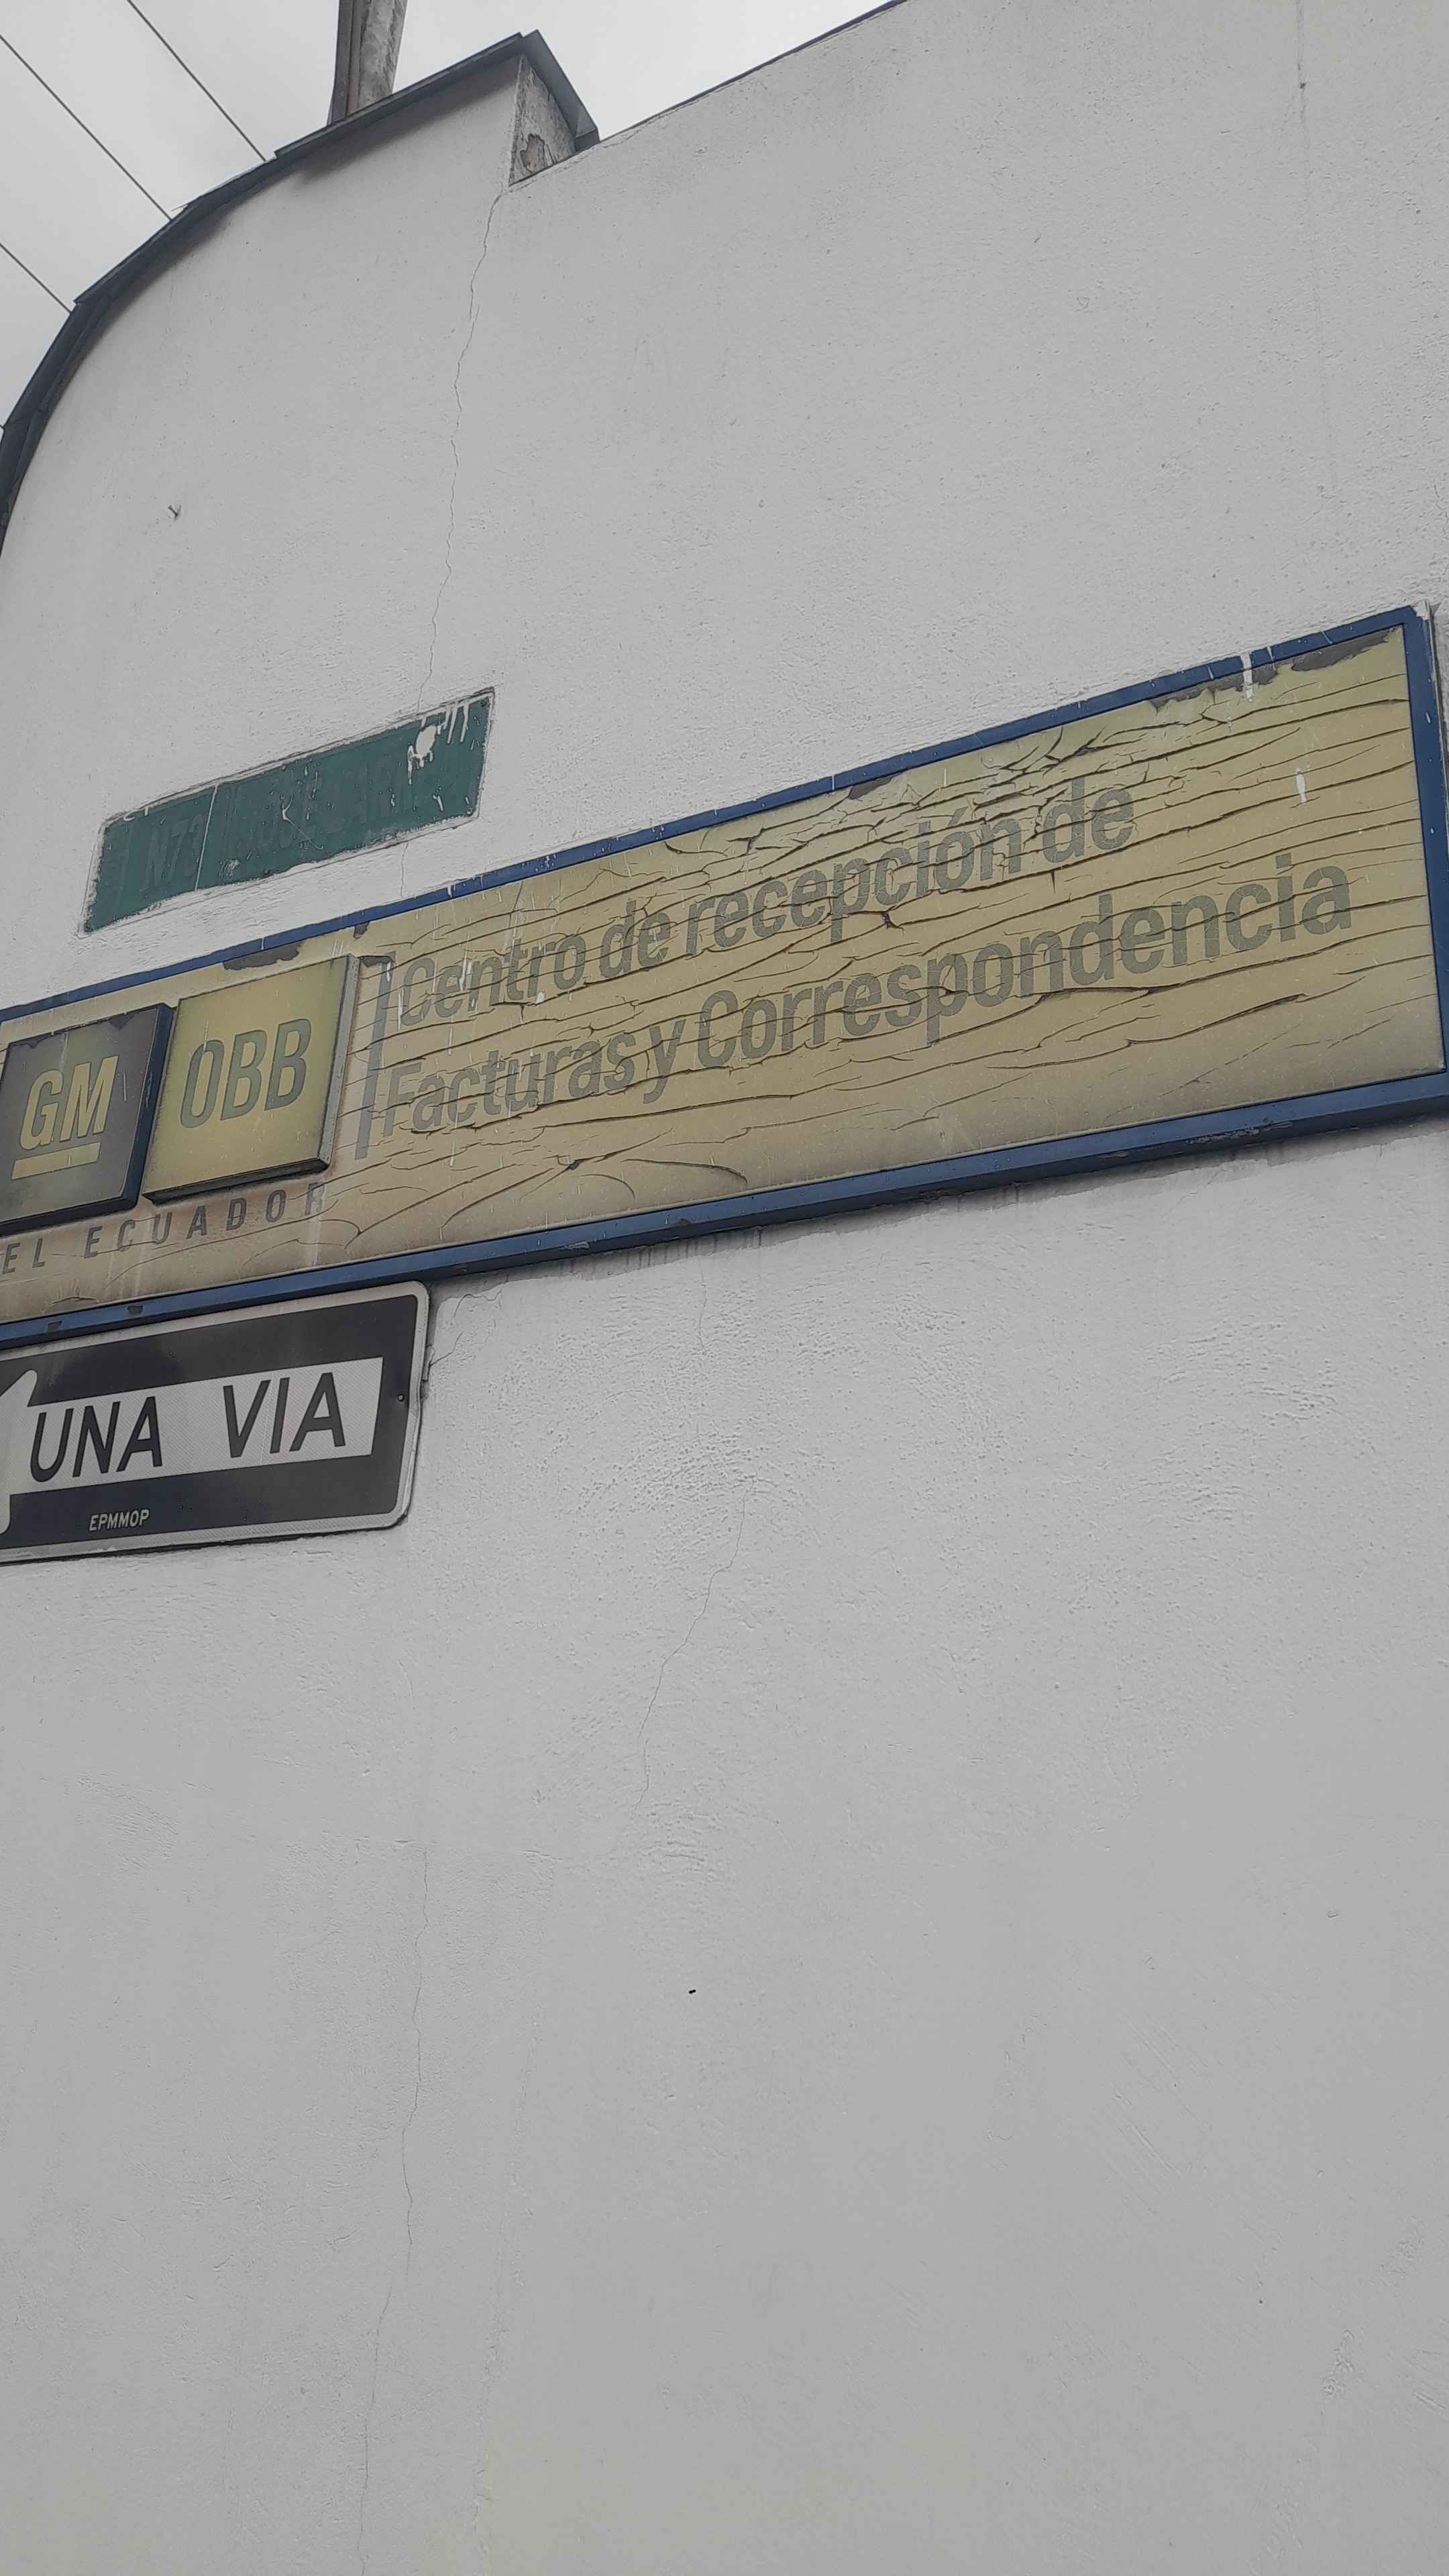 N73
GM OBB
EL ECUADOR
Centro de recepción de
Facturas y Correspondencia
UNA VIA
EPMMOP